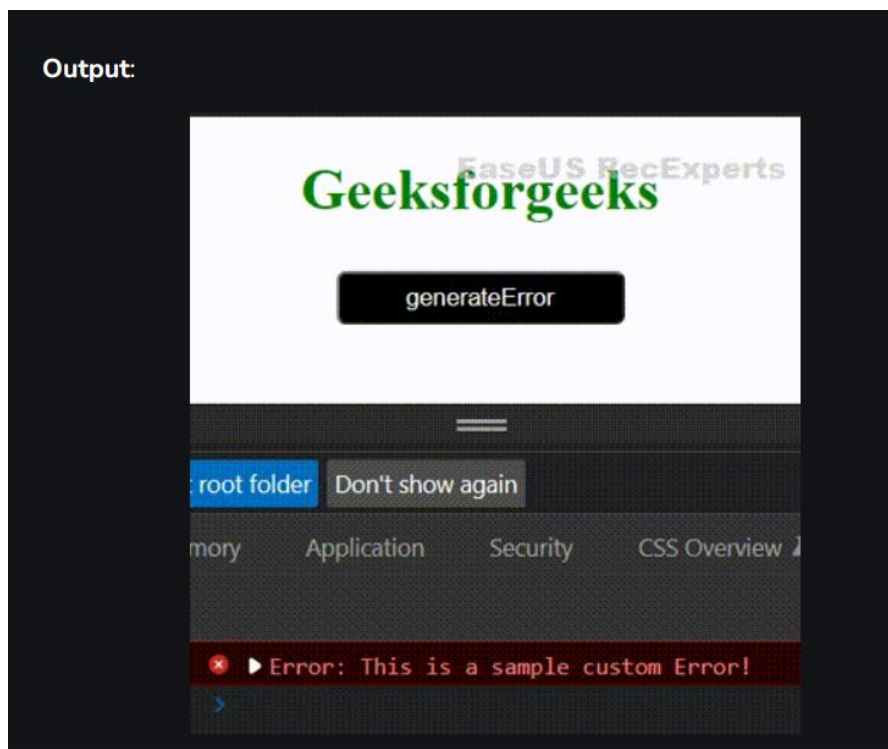 Output:
EaseUS RecExperts
Geeksforgeeks
generateError
root folder Don't show again
mory Application Security CSS Overview
Error: This is a sample custom Error!
>